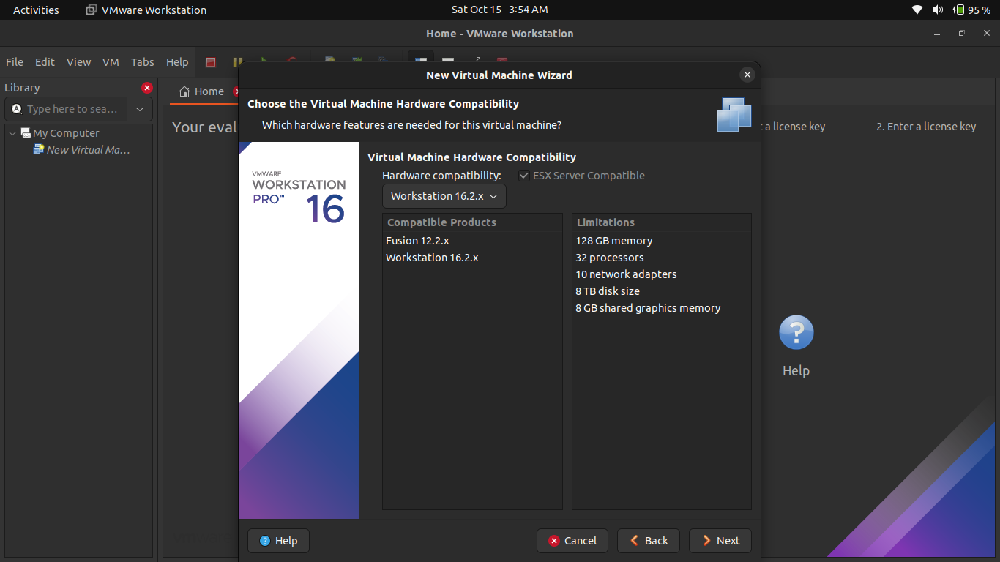 Activities VMware Workstation Sat Oct 15 3:54 AM 95 %
Home - VMware Workstation
File Edit View VM Tabs Help
New Virtual Machine Wizard
Library
Home
Choose the Virtual Machine Hardware Compatibility
Type here to sea...
Which hardware features are needed for this virtual machine?
Your eval
a license key
2. Enter a license key
My Computer
New Virtual Ma...
Virtual Machine Hardware Compatibility
VMWARE
WORKSTATION
PRO™ 16
Hardware compatibility: ESX Server Compatible
Workstation 16.2.x
Compatible Products
Fusion 12.2.x
Workstation 16.2.x
Limitations
128 GB memory
32 processors
10 network adapters
8 TB disk size
8 GB shared graphics memory
Help
Help Cancel Back Next